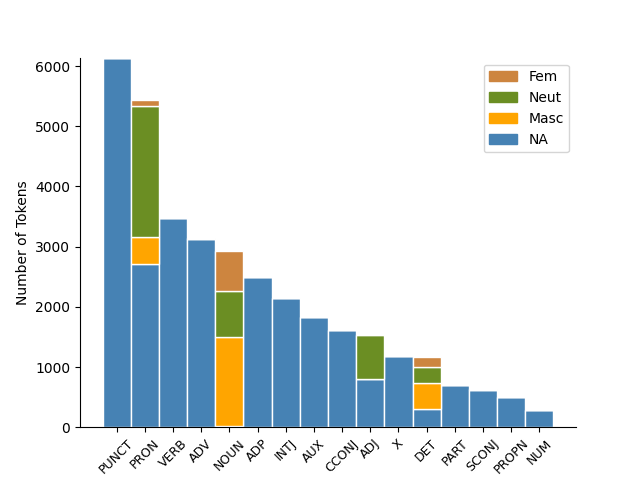 6000
5000
4000
3000
2000
1000
0
Number of Tokens
Fem
Neut
Masc
NA
PUNCT
PRON
VERB
ADV
NOUN
ADP
INTJ
AUX
CCONJ
ADJ
X
DET
PART
SCONJ
PROPN
NUM